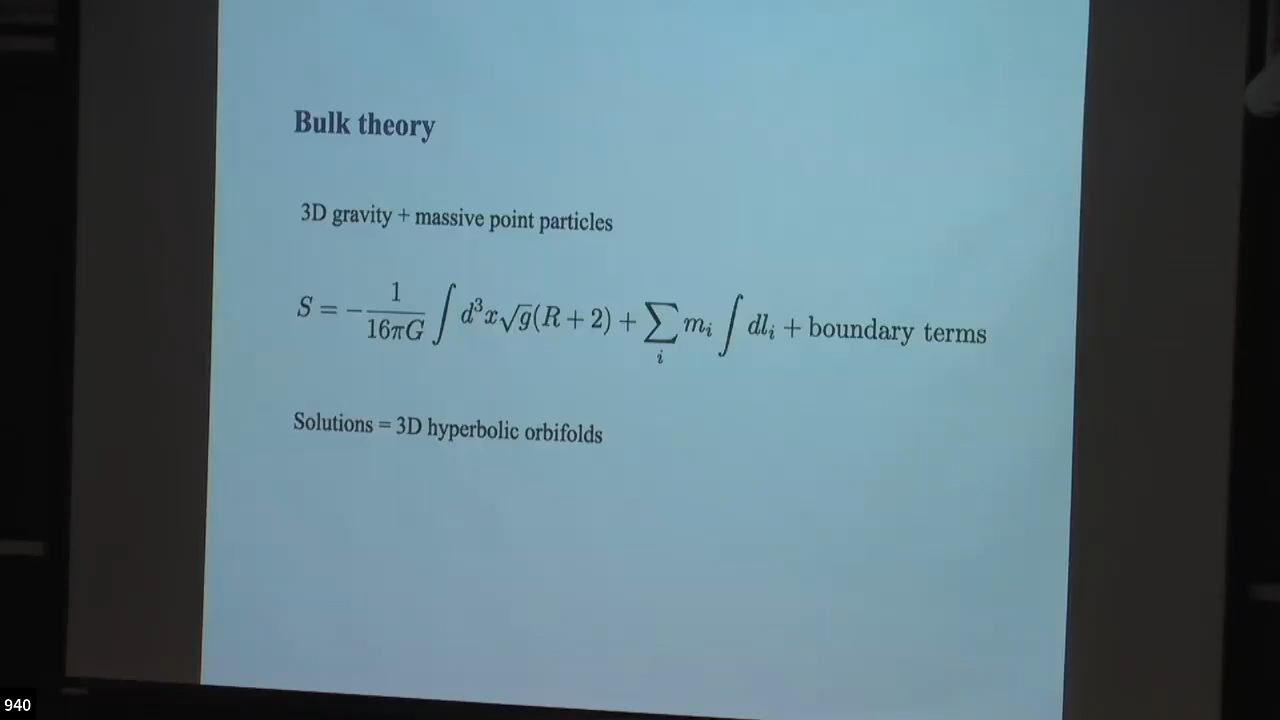 Bulk theory
3D gravity + massive point particles
S = −\frac{1}{16πG} ∫ d³x√g(R + 2) + ∑_i m_i ∫ dl_i + boundary terms
Solutions = 3D hyperbolic orbifolds
940